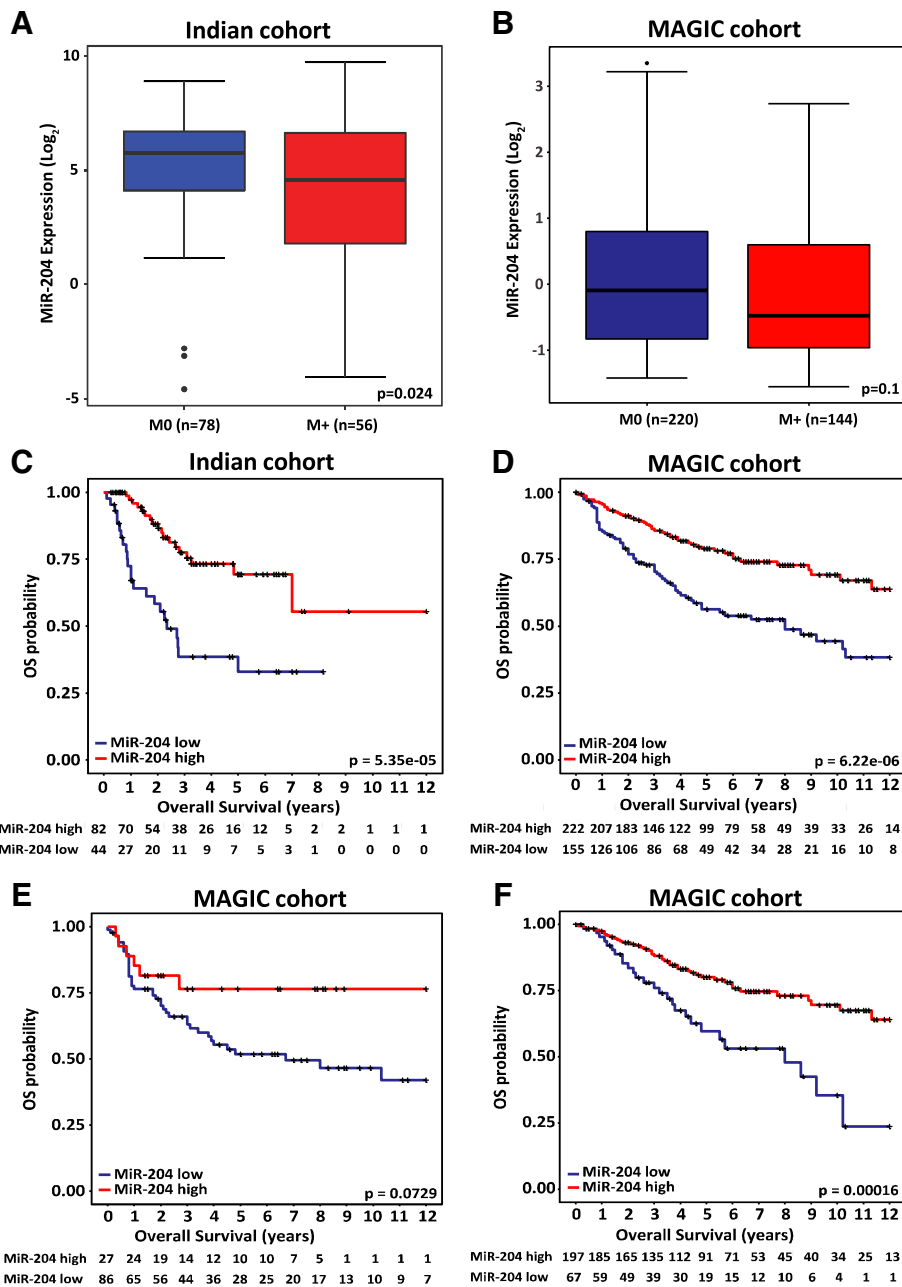 A
Indian cohort
MiR-204 Expression (Log2)
10
5
0
-5
p=0.024
M0 (n=78)
M+ (n=56)
B
MAGIC cohort
MiR-204 Expression (Log2)
3
2
1
0
-1
p=0.1
M0 (n=220)
M+ (n=144)
C
Indian cohort
OS probability
1.00
0.75
0.50
0.25
0.00
MiR-204 low
MiR-204 high
p = 5.35e-05
0 1 2 3 4 5 6 7 8 9 10 11 12
Overall Survival (years)
MiR-204 high 82 70 54 38 26 16 12 5 2 2 1 1 1
MiR-204 low 44 27 20 11 9 7 5 3 1 0 0 0 0
D
MAGIC cohort
OS probability
1.00
0.75
0.50
0.25
0.00
MiR-204 low
MiR-204 high
p = 6.22e-06
0 1 2 3 4 5 6 7 8 9 10 11 12
Overall Survival (years)
MiR-204 high 222 207 183 146 122 99 79 58 49 39 33 26 14
MiR-204 low 155 126 106 86 68 49 42 34 28 21 16 10 8
E
MAGIC cohort
OS probability
1.00
0.75
0.50
0.25
0.00
MiR-204 low
MiR-204 high
p = 0.0729
0 1 2 3 4 5 6 7 8 9 10 11 12
Overall Survival (years)
MiR-204 high 27 24 19 14 12 10 10 7 5 1 1 1 1
MiR-204 low 86 65 56 44 36 28 25 20 17 13 10 9 7
F
MAGIC cohort
OS probability
1.00
0.75
0.50
0.25
0.00
MiR-204 low
MiR-204 high
p = 0.00016
0 1 2 3 4 5 6 7 8 9 10 11 12
Overall Survival (years)
MiR-204 high 197 185 165 135 112 91 71 53 45 40 34 25 13
MiR-204 low 67 59 49 39 30 19 15 12 10 6 4 1 1